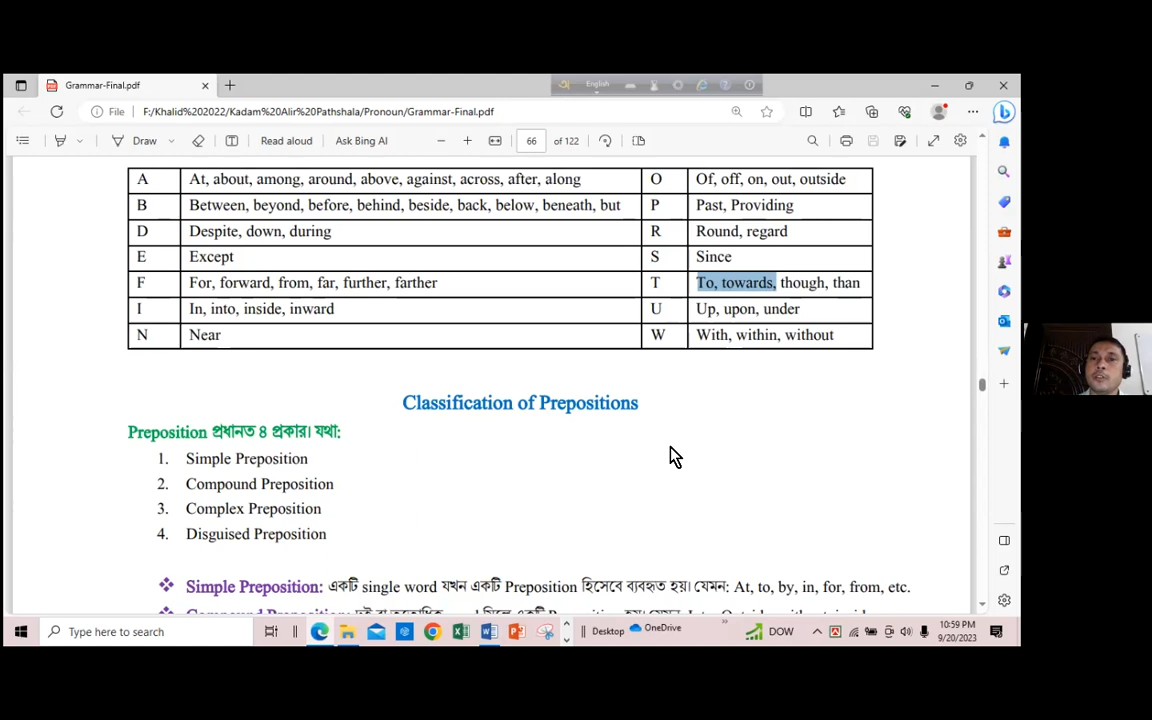 Grammar-Final.pdf
English
File F:/Khalid%202022/Kadam%20Alir%20Pathshala/Pronoun/Grammar-Final.pdf
Draw Read aloud Ask Bing AI 66 of 122
A At, about, among, around, above, against, across, after, along O Of, off, on, out, outside
B Between, beyond, before, behind, beside, back, below, beneath, but P Past, Providing
D Despite, down, during R Round, regard
E Except S Since
F For, forward, from, far, further, farther T To, towards, though, than
I In, into, inside, inward U Up, upon, under
N Near W With, within, without
Classification of Prepositions
Preposition প্রধানত ৪ প্রকার। যথা:
1. Simple Preposition
2. Compound Preposition
3. Complex Preposition
4. Disguised Preposition
❖ Simple Preposition: একটি single word যখন একটি Preposition হিসেবে ব্যবহৃত হয়। যেমন: At, to, by, in, for, from, etc.
Type here to search Desktop OneDrive DOW 10:59 PM
9/20/2023